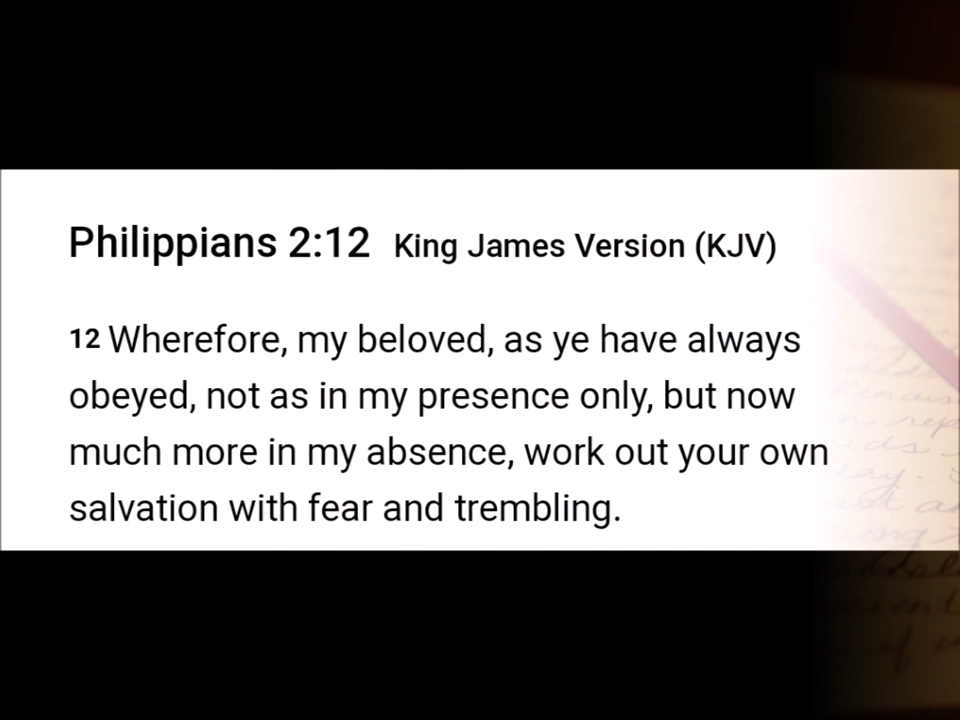 Philippians 2:12 King James Version (KJV)
12 Wherefore, my beloved, as ye have always
obeyed, not as in my presence only, but now
much more in my absence, work out your own
salvation with fear and trembling.